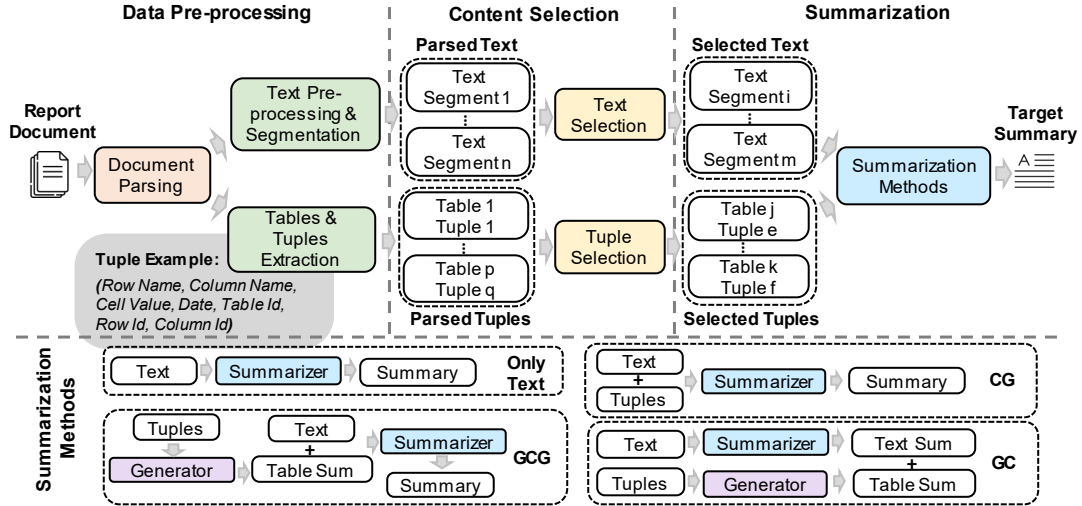 Data Pre-processing
Content Selection
Summarization
Report
Document
Document
Parsing
Text Pre-
processing &
Segmentation
Tables &
Tuples
Extraction
Tuple Example:
(Row Name, Column Name,
Cell Value, Date, Table Id,
Row Id, Column Id)
Parsed Text
Text
Segment 1
Text
Segment n
Table 1
Tuple 1
Table p
Tuple q
Parsed Tuples
Text
Selection
Tuple
Selection
Selected Text
Text
Segment i
Text
Segment m
Table j
Tuple e
Table k
Tuple f
Selected Tuples
Summarization
Methods
Target
Summary
A
Summarization
Methods
Text
Summarizer
Summary
Only
Text
Tuples
Generator
Text
+
Table Sum
Summarizer
Summary
GCG
Text
+
Tuples
Summarizer
Summary
CG
Text
Summarizer
Text Sum
+
Tuples
Generator
Table Sum
GC